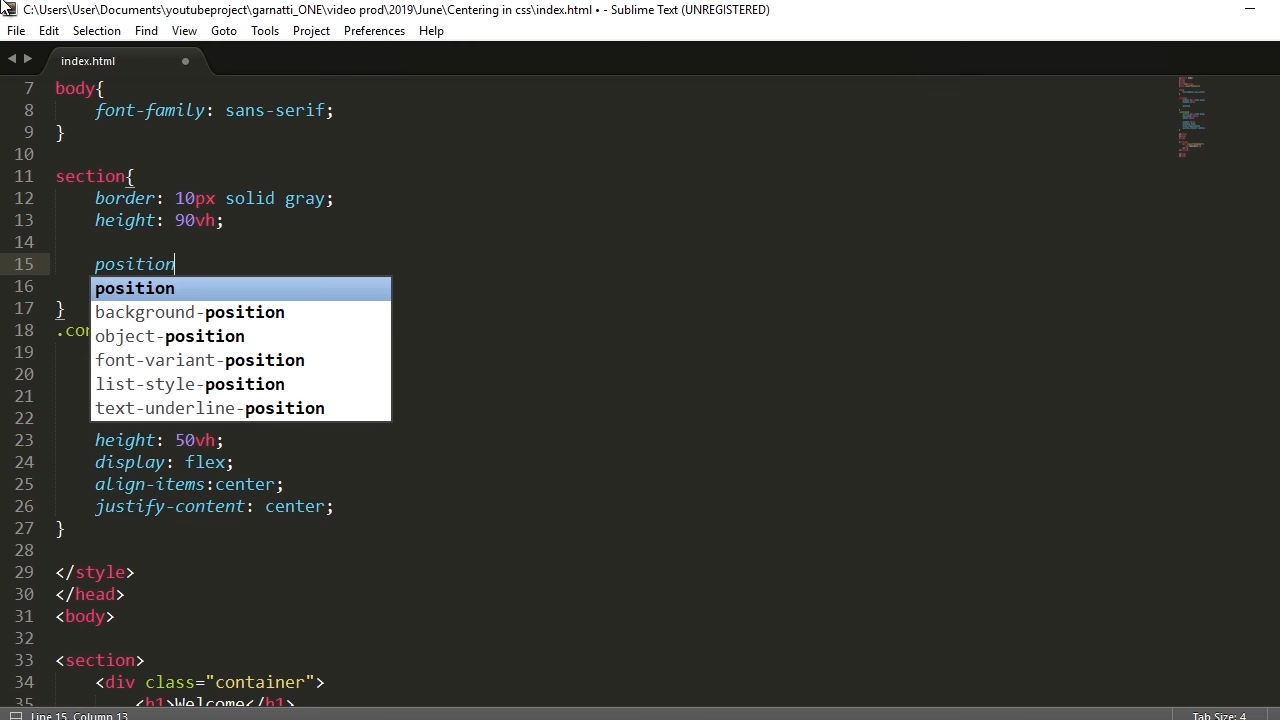 C:\Users\User\Documents\youtubeproject\garnatti_ONE\video prod\2019\June\Centering in css\index.html • - Sublime Text (UNREGISTERED)
File Edit Selection Find View Goto Tools Project Preferences Help
index.html
7 body{
8 font-family: sans-serif;
9 }
10
11 section{
12 border: 10px solid gray;
13 height: 90vh;
14
15 position
16 position
background-position
17 }
18 .con
object-position
19 font-variant-position
20
21 list-style-position
22 text-underline-position
23 height: 50vh;
24 display: flex;
25 align-items:center;
26 justify-content: center;
27 }
28
29 </style>
30 </head>
31 <body>
32
33 <section>
34 <div class="container">
35 <h1>Welcome</h1>
Line 15, Column 13 Tab Size: 4